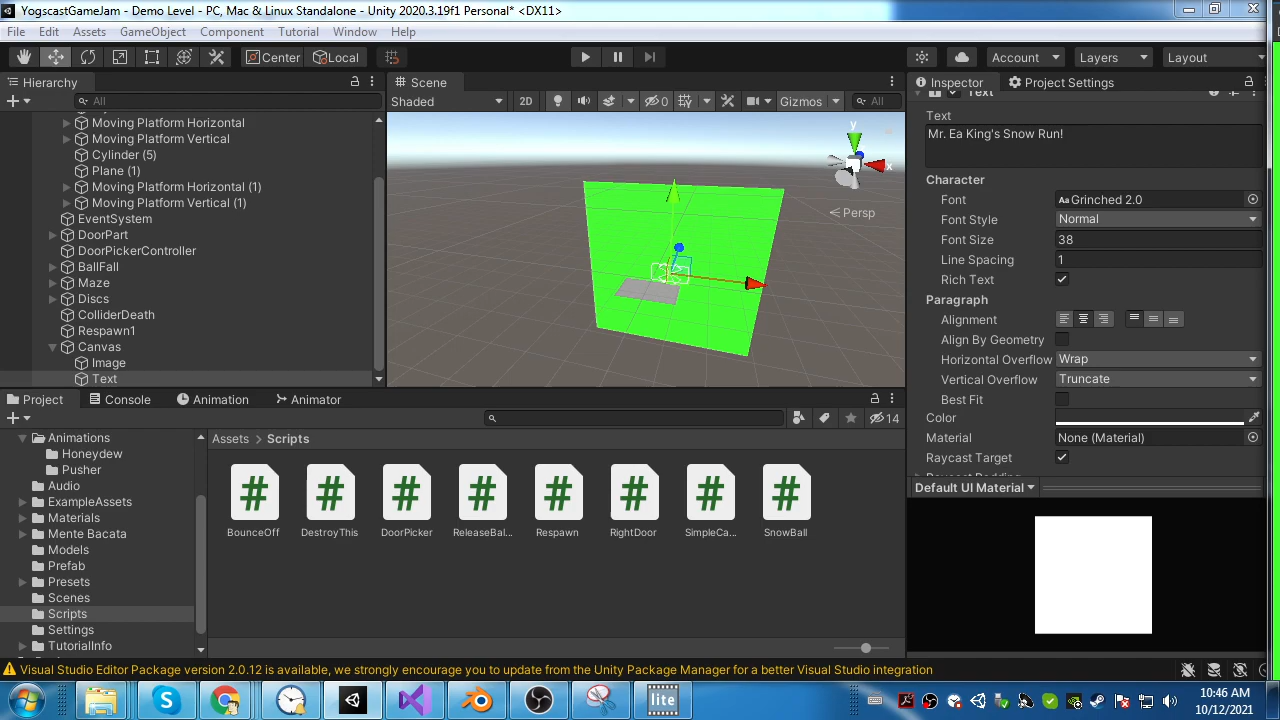 YogscastGameJam - Demo Level - PC, Mac & Linux Standalone - Unity 2020.3.19f1 Personal* <DX11>
File Edit Assets GameObject Component Tutorial Window Help
Center Local Account Layers Layout
Hierarchy
All
Moving Platform Horizontal
Moving Platform Vertical
Cylinder (5)
Plane (1)
Moving Platform Horizontal (1)
Moving Platform Vertical (1)
EventSystem
DoorPart
DoorPickerController
BallFall
Maze
Discs
ColliderDeath
Respawn1
Canvas
Image
Text
Scene
Shaded 2D 0 Gizmos All
y
x
Persp
Inspector Project Settings
Text
Text
Mr. Ea King's Snow Run!
Character
Font Aa Grinched 2.0
Font Style Normal
Font Size 38
Line Spacing 1
Rich Text
Paragraph
Alignment
Align By Geometry
Horizontal Overflow Wrap
Vertical Overflow Truncate
Best Fit
Color
Material None (Material)
Raycast Target
Default UI Material
Project Console Animation Animator
14
Animations
Honeydew
Pusher
Audio
ExampleAssets
Materials
Mente Bacata
Models
Prefab
Presets
Scenes
Scripts
Settings
TutorialInfo
Assets > Scripts
BounceOff DestroyThis DoorPicker ReleaseBal... Respawn RightDoor SimpleCa... SnowBall
Visual Studio Editor Package version 2.0.12 is available, we strongly encourage you to update from the Unity Package Manager for a better Visual Studio integration
lite
10:46 AM
10/12/2021